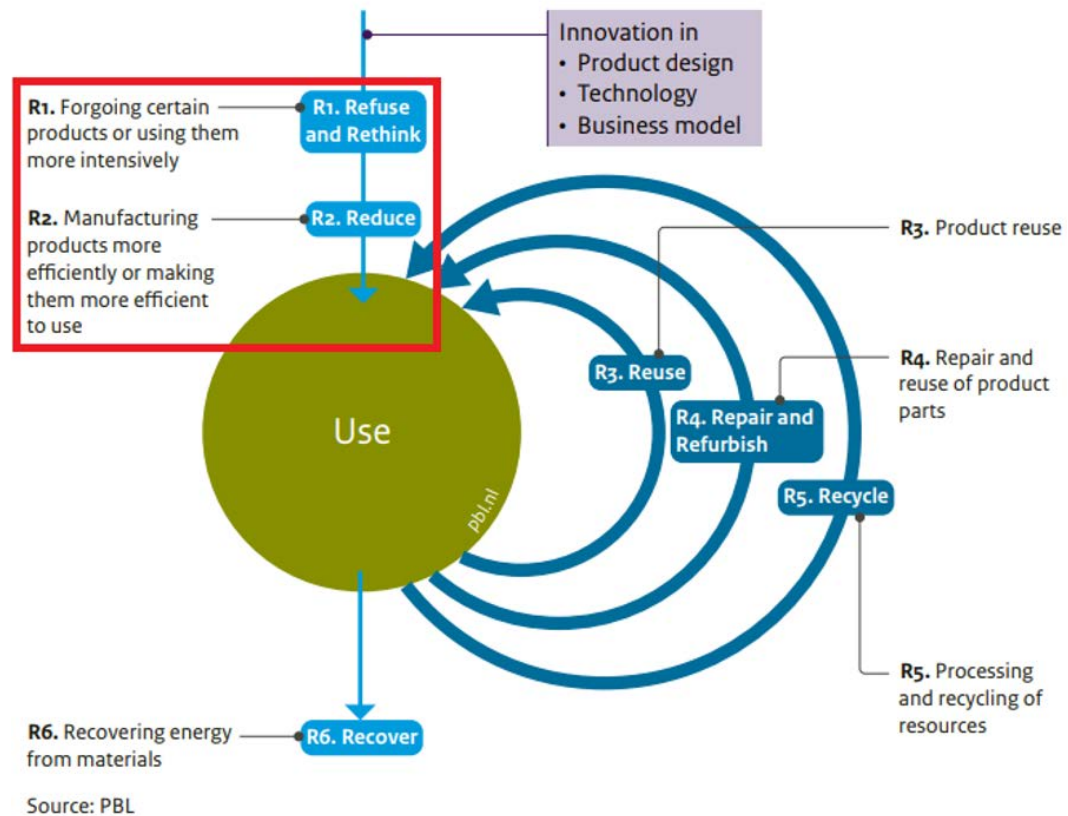 Innovation in
• Product design
• Technology
• Business model
R1. Forgoing certain
products or using them
more intensively
R1. Refuse
and Rethink
R2. Manufacturing
products more
efficiently or making
them more efficient
to use
R2. Reduce
R3. Product reuse
R3. Reuse
R4. Repair and
reuse of product
parts
R4. Repair and
Refurbish
Use
pbl.nl
R5. Recycle
R5. Processing
and recycling of
resources
R6. Recovering energy
from materials
R6. Recover
Source: PBL